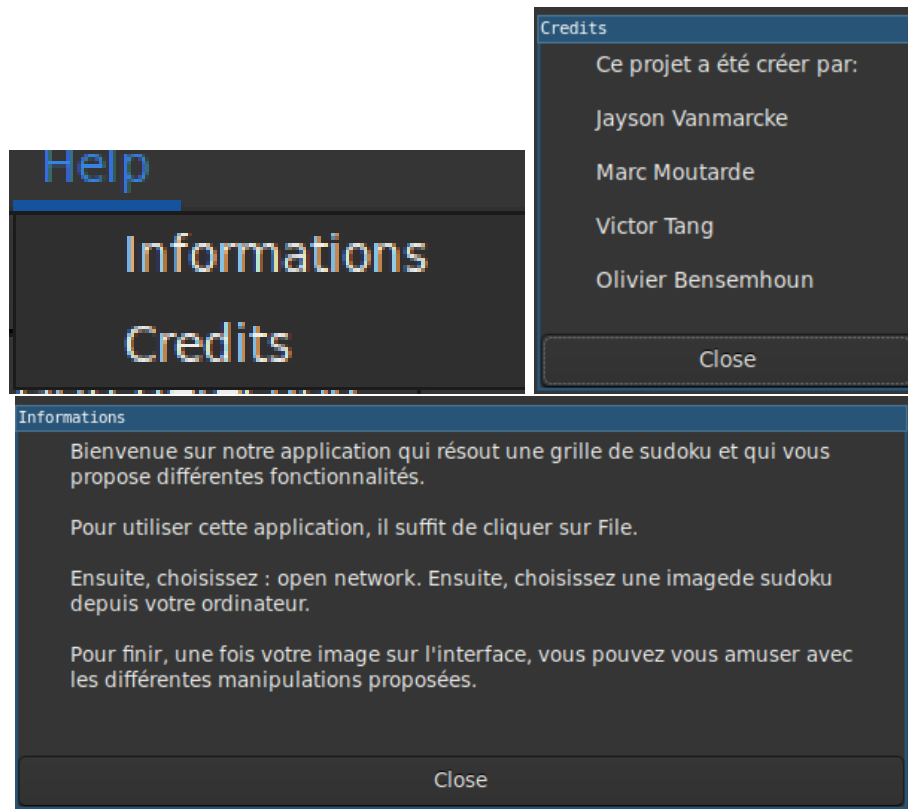 Help
Informations
Credits
Credits
Ce projet a été créer par:
Jayson Vanmarcke
Marc Moutarde
Victor Tang
Olivier Bensemhoun
Close
Informations
Bienvenue sur notre application qui résout une grille de sudoku et qui vous
propose différentes fonctionnalités.
Pour utiliser cette application, il suffit de cliquer sur File.
Ensuite, choisissez : open network. Ensuite, choisissez une imagede sudoku
depuis votre ordinateur.
Pour finir, une fois votre image sur l'interface, vous pouvez vous amuser avec
les différentes manipulations proposées.
Close